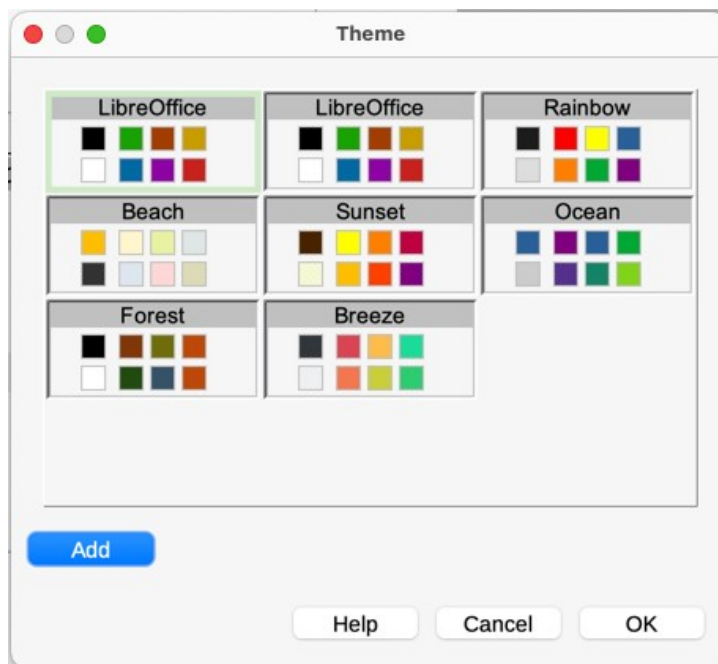 Theme
LibreOffice
LibreOffice
Rainbow
Beach
Sunset
Ocean
Forest
Breeze
Add
Help
Cancel
OK